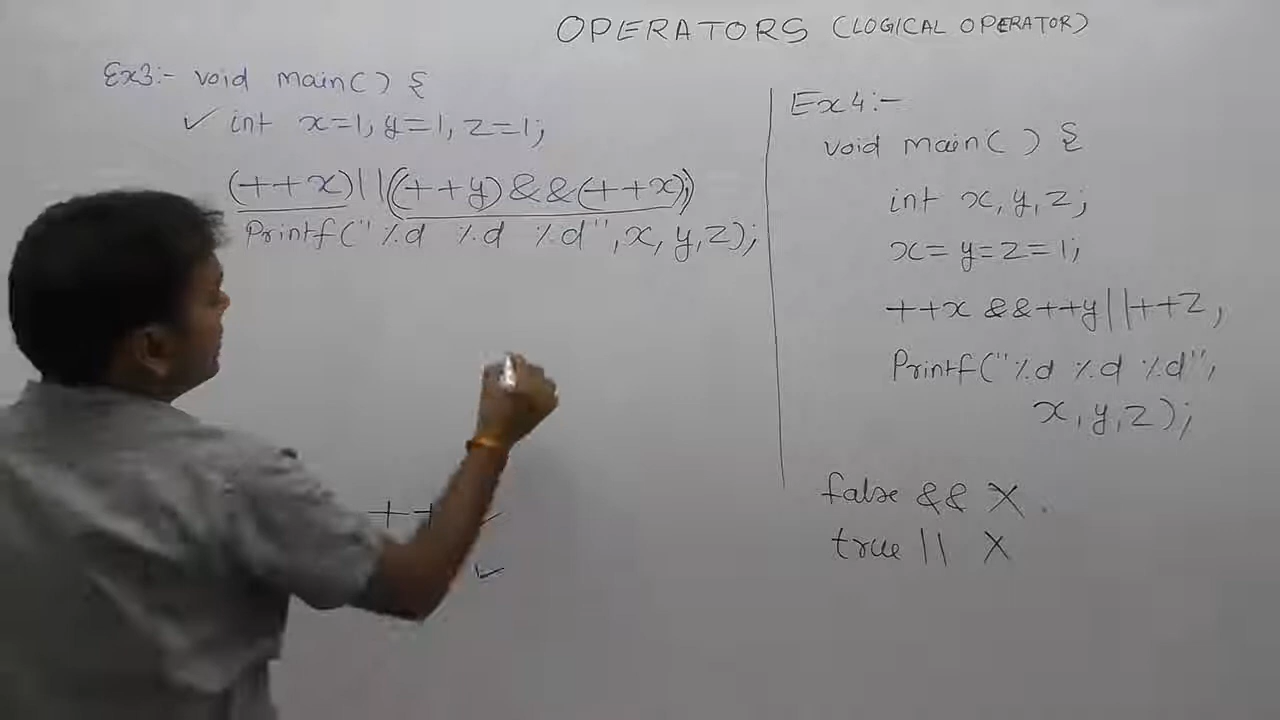 OPERATORS (LOGICAL OPERATOR)
Ex3:- void main( ) {
✓ int x=1, y=1, z=1;
(++x)||((++y)&&(++x));
Printf("%d %d %d", x, y, z);
++
Ex4:-
void main( ) {
int x, y, z;
x=y=z=1;
++x &&++y||++z,
Printf("%d %d %d",
x, y, z);
false && X
true || X